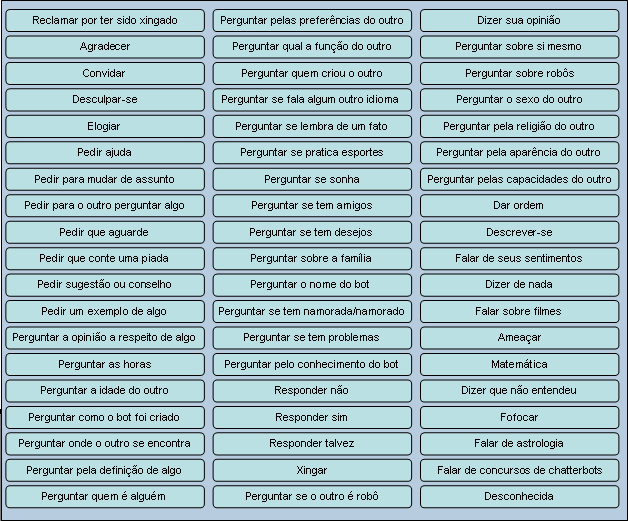 Reclamar por ter sido xingado
Agradecer
Convidar
Desculpar-se
Elogiar
Pedir ajuda
Pedir para mudar de assunto
Pedir para o outro perguntar algo
Pedir que aguarde
Pedir que conte uma piada
Pedir sugestão ou conselho
Pedir um exemplo de algo
Perguntar a opinião a respeito de algo
Perguntar as horas
Perguntar a idade do outro
Perguntar como o bot foi criado
Perguntar onde o outro se encontra
Perguntar pela definição de algo
Perguntar quem é alguém
Perguntar pelas preferências do outro
Perguntar qual a função do outro
Perguntar quem criou o outro
Perguntar se fala algum outro idioma
Perguntar se lembra de um fato
Perguntar se pratica esportes
Perguntar se sonha
Perguntar se tem amigos
Perguntar se tem desejos
Perguntar sobre a família
Perguntar o nome do bot
Perguntar se tem namorada/namorado
Perguntar se tem problemas
Perguntar pelo conhecimento do bot
Responder não
Responder sim
Responder talvez
Xingar
Perguntar se o outro é robô
Dizer sua opinião
Perguntar sobre si mesmo
Perguntar sobre robôs
Perguntar o sexo do outro
Perguntar pela religião do outro
Perguntar pela aparência do outro
Perguntar pelas capacidades do outro
Dar ordem
Descrever-se
Falar de seus sentimentos
Dizer de nada
Falar sobre filmes
Ameaçar
Matemática
Dizer que não entendeu
Fofocar
Falar de astrologia
Falar de concursos de chatterbots
Desconhecida